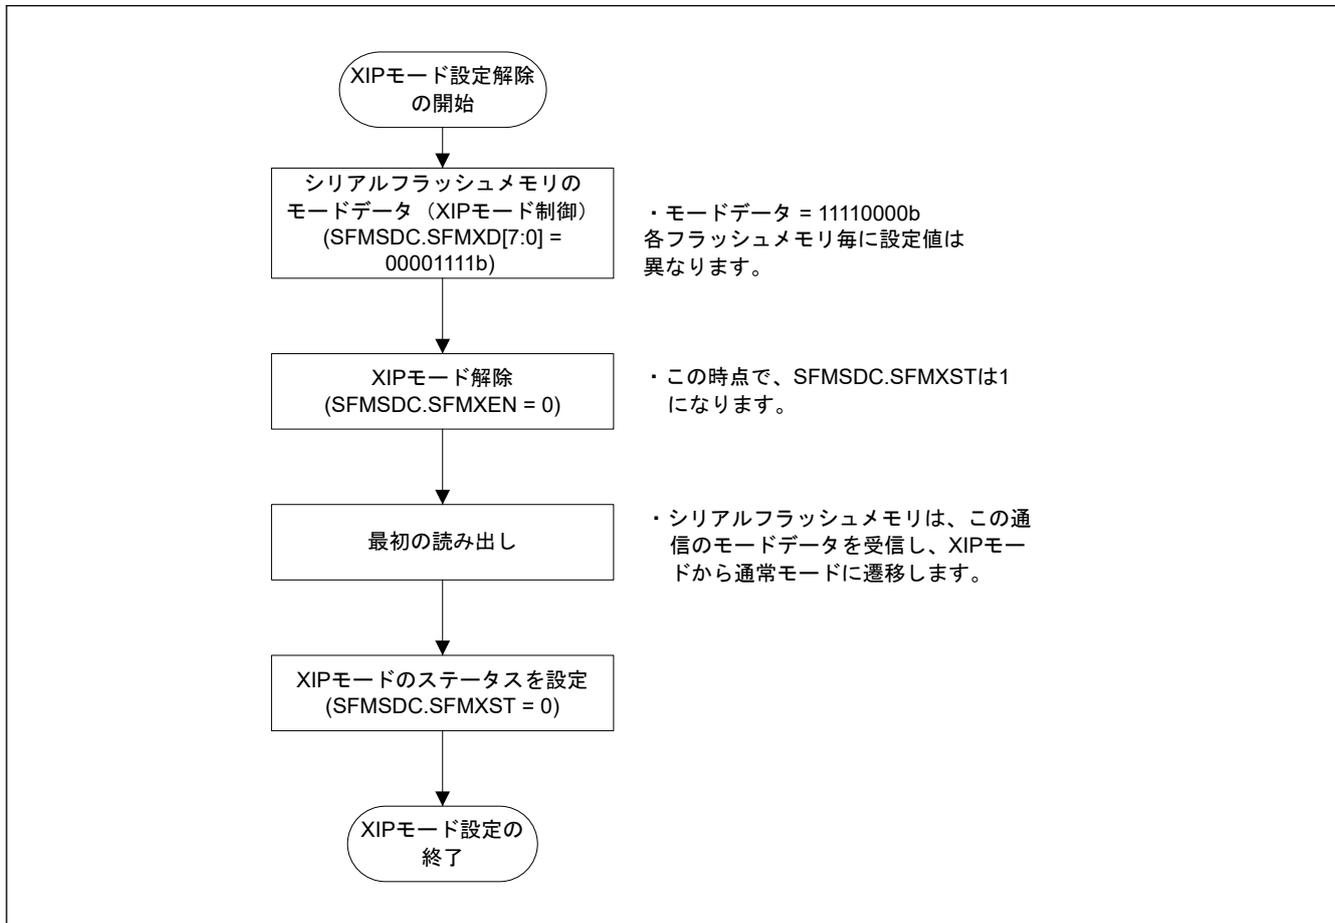 XIPモード設定解除
の開始
シリアルフラッシュメモリの
モードデータ（XIPモード制御）
(SFMSDC.SFMXD[7:0] =
00001111b)
・モードデータ = 11110000b
各フラッシュメモリ毎に設定値は
異なります。
XIPモード解除
(SFMSDC.SFMXEN = 0)
・この時点で、SFMSDC.SFMXSTは1
になります。
最初の読み出し
・シリアルフラッシュメモリは、この通
信のモードデータを受信し、XIPモー
ドから通常モードに遷移します。
XIPモードのステータスを設定
(SFMSDC.SFMXST = 0)
XIPモード設定の
終了